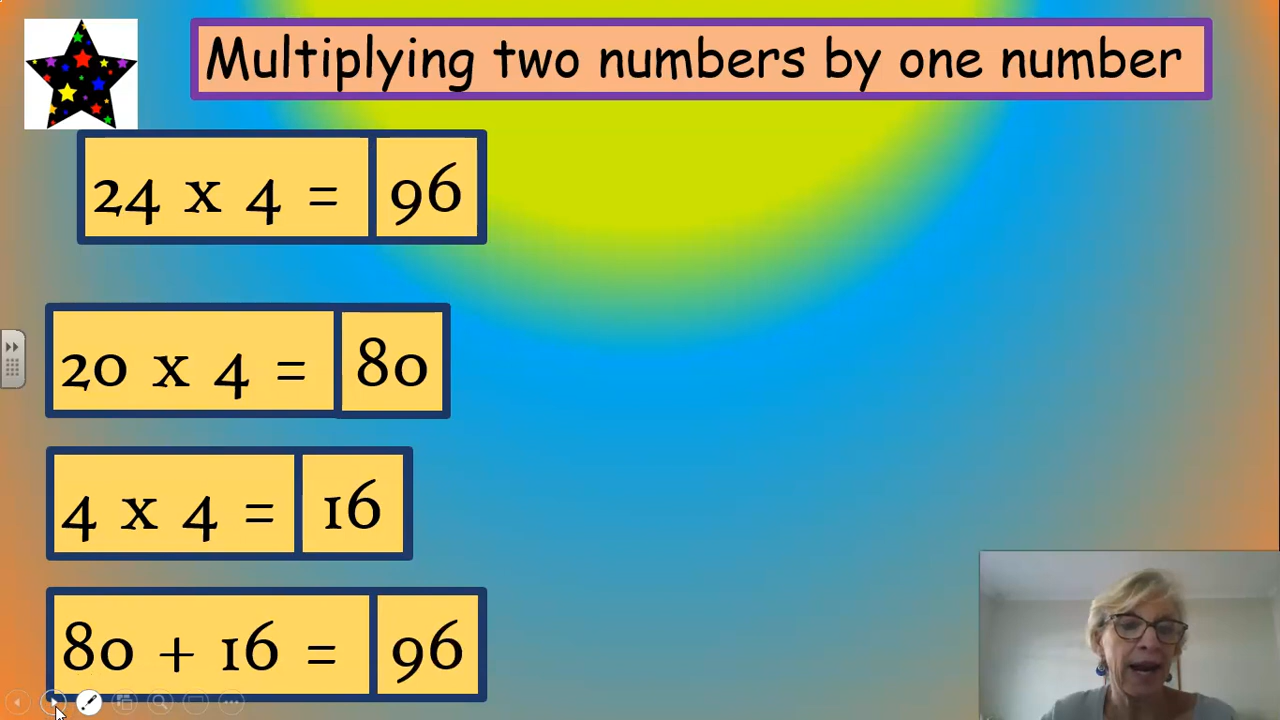 Multiplying two numbers by one number
24 x 4 = 96
20 x 4 = 80
4 x 4 = 16
80 + 16 = 96